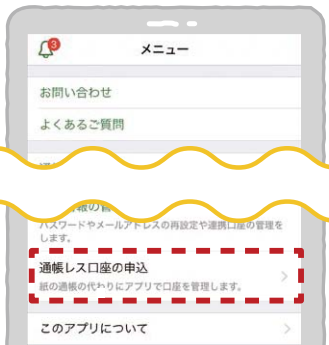 3
メニュー
お問い合わせ
よくあるご質問
報の管
パスワードやメールアドレスの再設定や連携口座の管理を
します。
通帳レス口座の申込
紙の通帳の代わりにアプリで口座を管理します。
このアプリについて